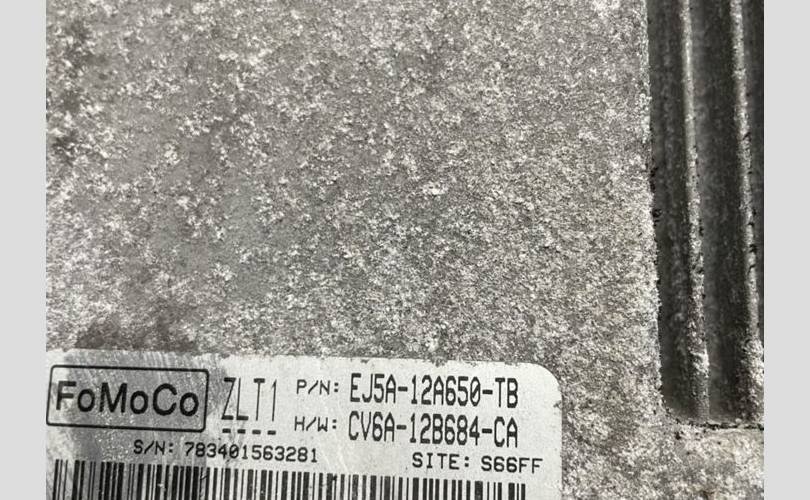 FoMoCo ZLT1 P/N: EJ5A-12A650-TB
H/W: CV6A-12B684-CA
S/N: 783401563281 SITE: S66FF